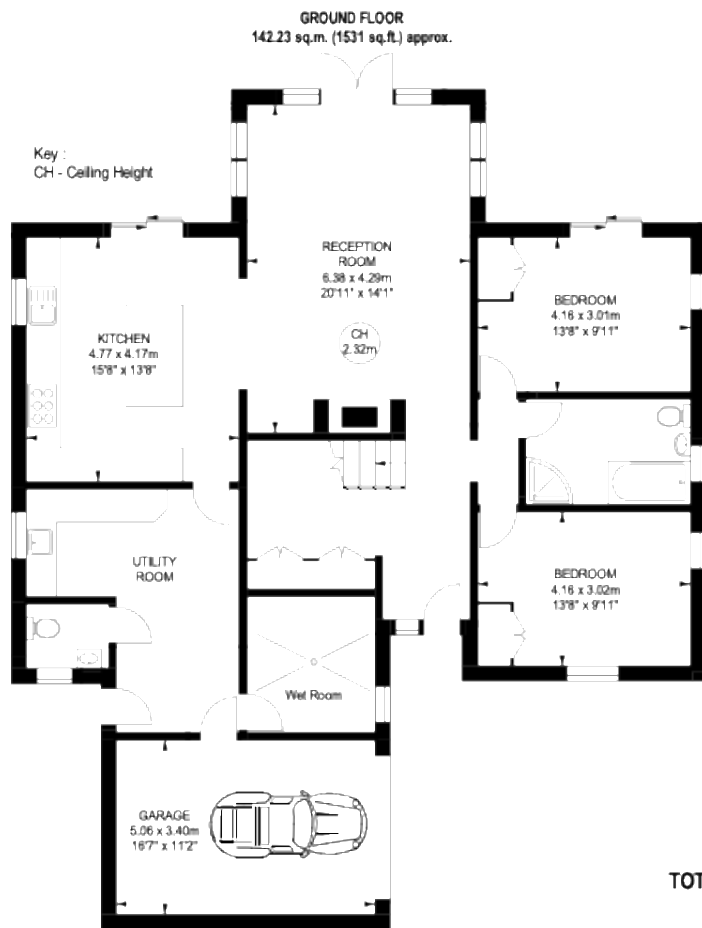 GROUND FLOOR
142.23 sq.m. (1531 sq.ft.) approx.
Key :
CH - Ceiling Height
RECEPTION
ROOM
6.38 x 4.29m
20'11" x 14'1"
CH
2.32m
KITCHEN
4.77 x 4.17m
15'8" x 13'8"
BEDROOM
4.16 x 3.01m
13'8" x 9'11"
UTILITY
ROOM
BEDROOM
4.16 x 3.02m
13'8" x 9'11"
Wet Room
GARAGE
5.06 x 3.40m
16'7" x 11'2"
TOT